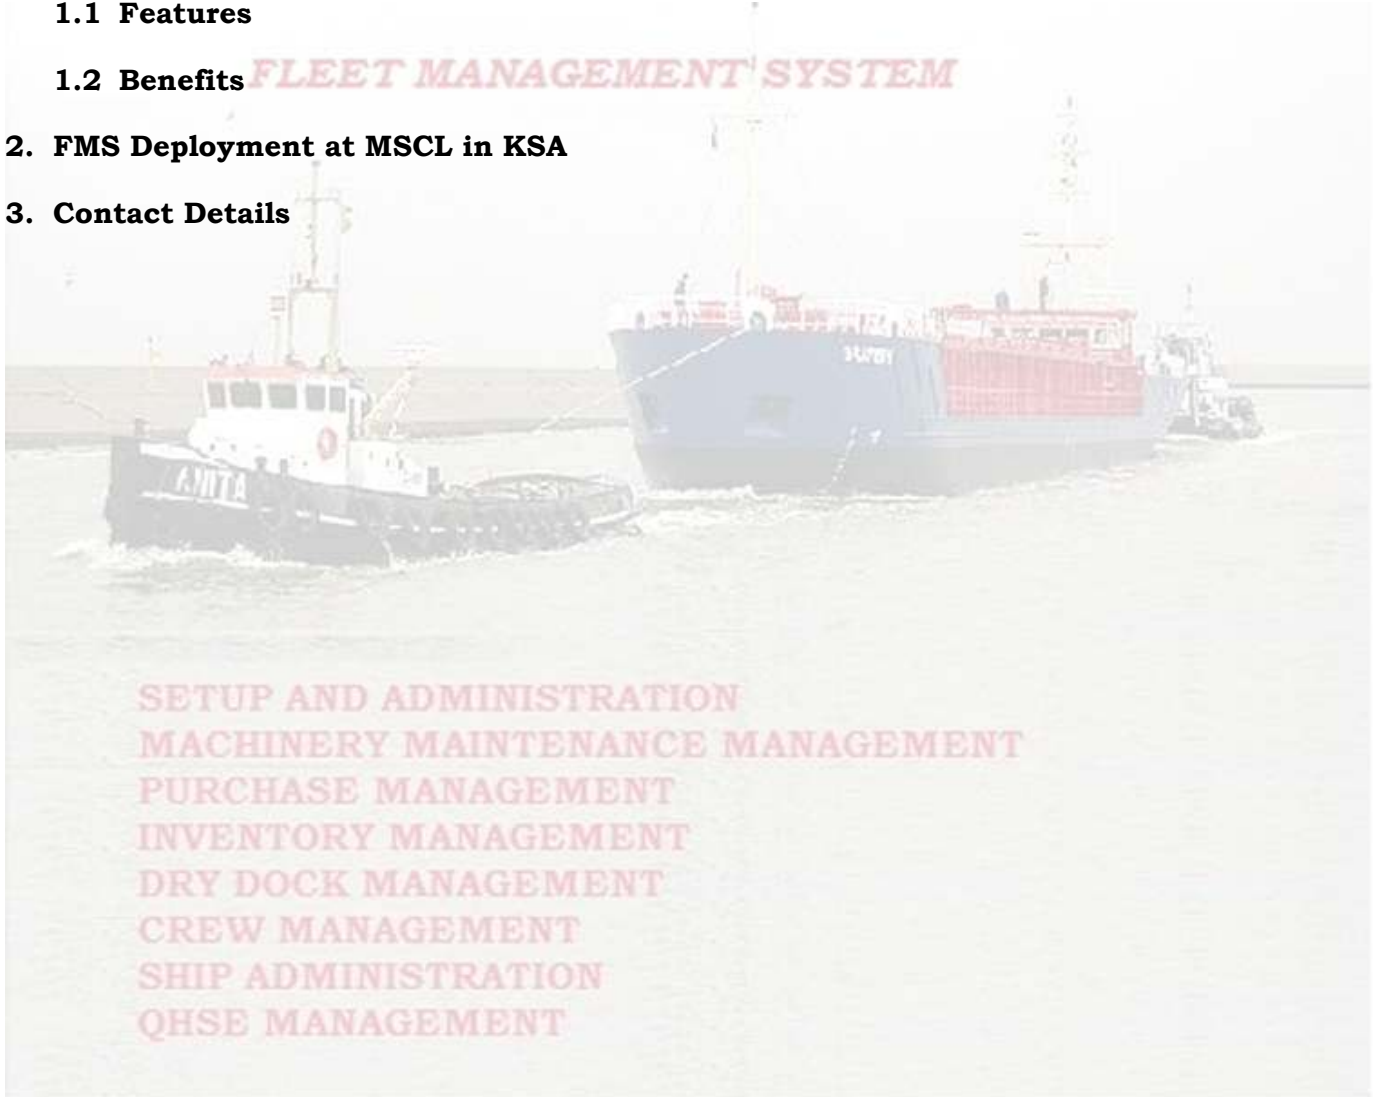 1.1 Features
1.2 Benefits
FLEET MANAGEMENT SYSTEM
2. FMS Deployment at MSCL in KSA
3. Contact Details
ANITA
SETUP AND ADMINISTRATION
MACHINERY MAINTENANCE MANAGEMENT
PURCHASE MANAGEMENT
INVENTORY MANAGEMENT
DRY DOCK MANAGEMENT
CREW MANAGEMENT
SHIP ADMINISTRATION
QHSE MANAGEMENT